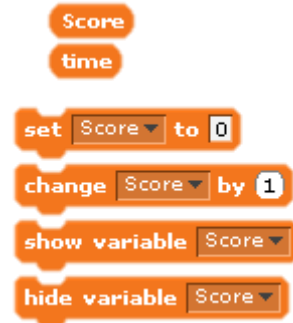 Score
time
set Score to 0
change Score by 1
show variable Score
hide variable Score